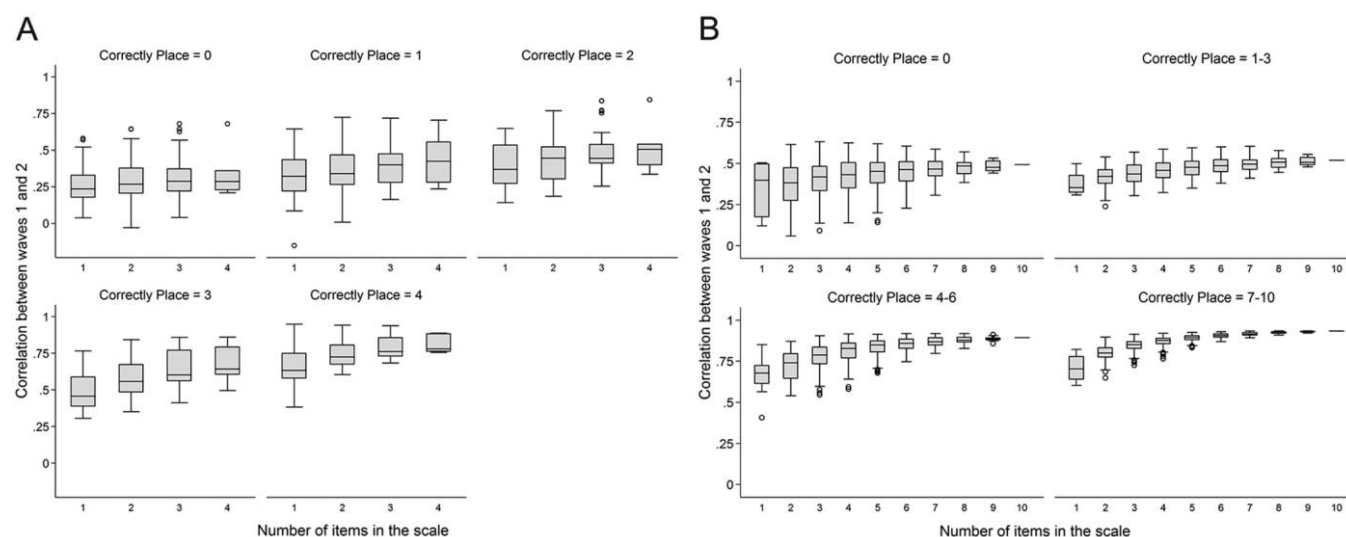 A
Correctly Place = 0
Correctly Place = 1
Correctly Place = 2
Correlation between waves 1 and 2
1
.75
.5
.25
0
1 2 3 4
1 2 3 4
1 2 3 4
Correctly Place = 3
Correctly Place = 4
1
.75
.5
.25
0
1 2 3 4
1 2 3 4
Number of items in the scale
B
Correctly Place = 0
Correctly Place = 1-3
Correlation between waves 1 and 2
1
.75
.5
.25
0
1 2 3 4 5 6 7 8 9 10
1 2 3 4 5 6 7 8 9 10
Correctly Place = 4-6
Correctly Place = 7-10
1
.75
.5
.25
0
1 2 3 4 5 6 7 8 9 10
1 2 3 4 5 6 7 8 9 10
Number of items in the scale